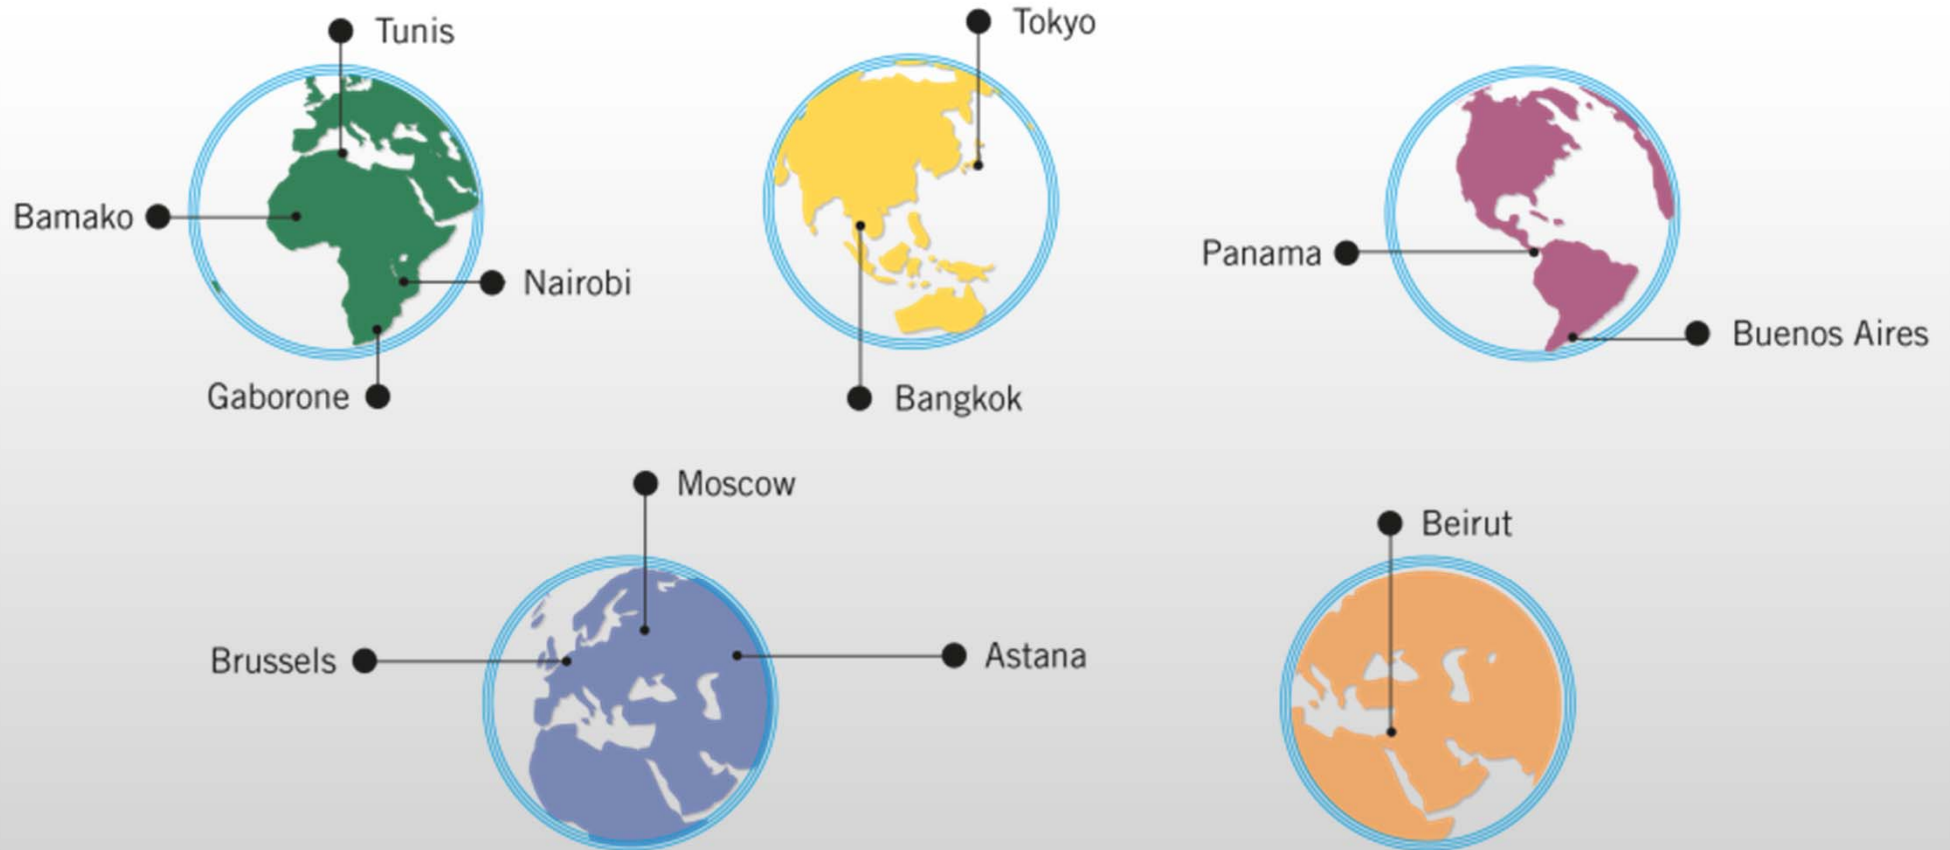 Tunis
Tokyo
Bamako
Nairobi
Panama
Buenos Aires
Gaborone
Bangkok
Moscow
Beirut
Brussels
Astana